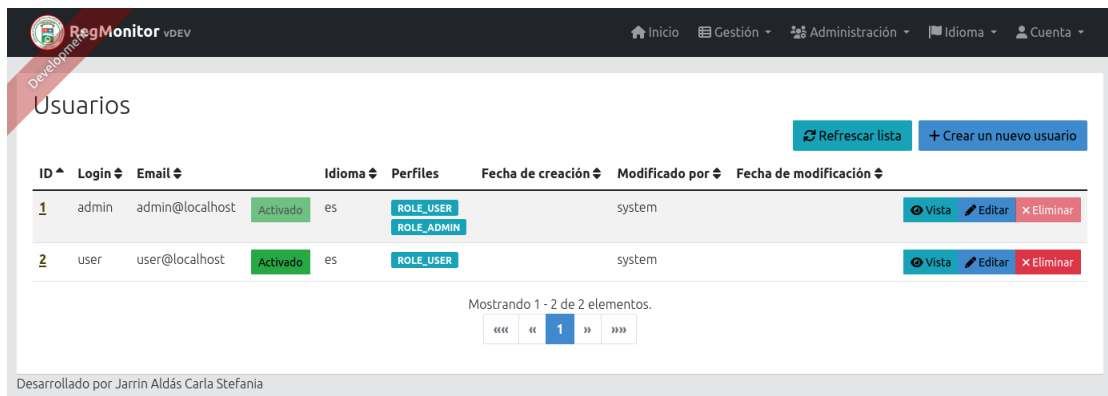 RegMonitor vDEV Inicio Gestión Administración Idioma Cuenta
Development
Usuarios
Refrescar lista + Crear un nuevo usuario
ID Login Email Idioma Perfiles Fecha de creación Modificado por Fecha de modificación
1 admin admin@localhost Activado es ROLE_USER system Vista Editar × Eliminar
ROLE_ADMIN
2 user user@localhost Activado es ROLE_USER system Vista Editar × Eliminar
Mostrando 1 - 2 de 2 elementos.
«« « 1 » »»
Desarrollado por Jarrin Aldás Carla Stefania